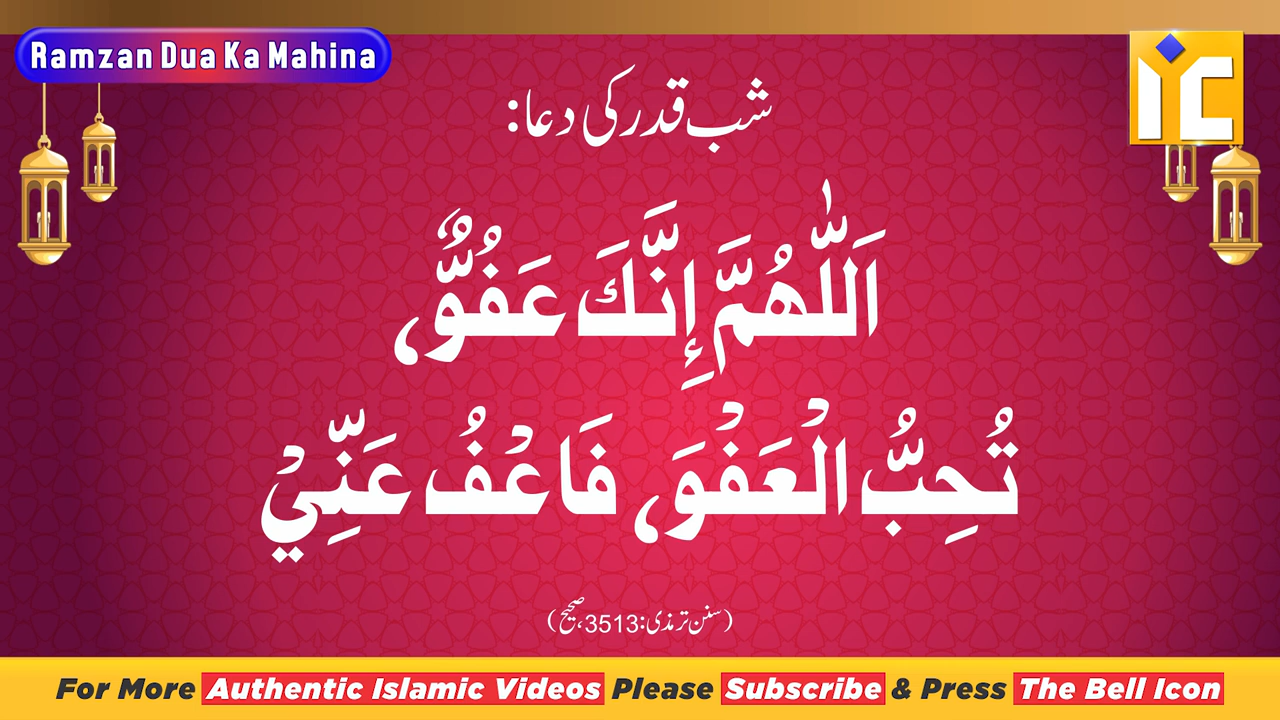 Ramzan Dua Ka Mahina
iYC
شب قدر کی دعا:
اَللّٰهُمَّ إِنَّكَ عَفُوٌّ،
تُحِبُّ الْعَفْوَ، فَاعْفُ عَنِّيْ
(سنن ترمذی:3513، صحیح)
For More Authentic Islamic Videos Please Subscribe & Press The Bell Icon